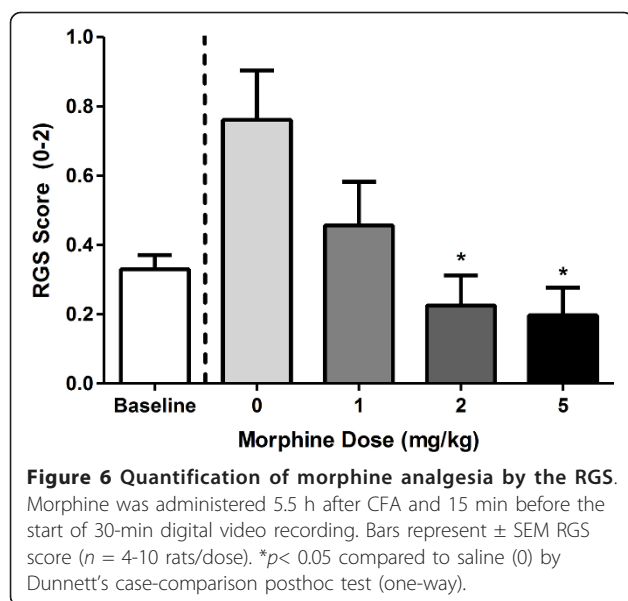 1.0
0.8
0.6
0.4
0.2
0.0
RGS Score (0-2)
*
*
Baseline
0
1
2
5
Morphine Dose (mg/kg)
Figure 6 Quantification of morphine analgesia by the RGS.
Morphine was administered 5.5 h after CFA and 15 min before the
start of 30-min digital video recording. Bars represent ± SEM RGS
score (n = 4-10 rats/dose). *p< 0.05 compared to saline (0) by
Dunnett's case-comparison posthoc test (one-way).